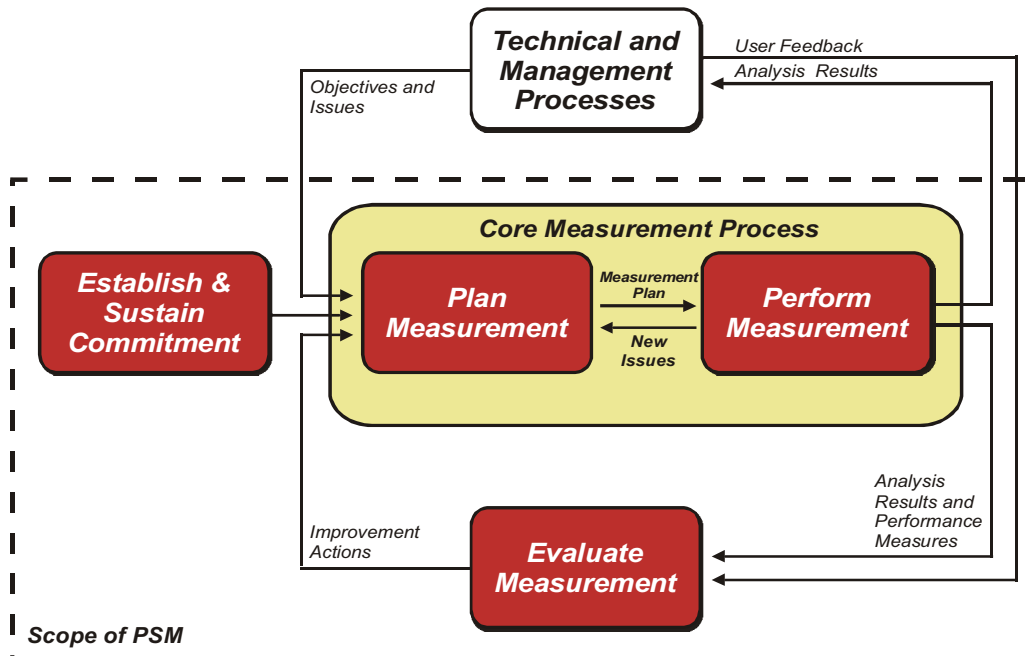 Technical and
Management
Processes
User Feedback
Analysis Results
Objectives and
Issues
Core Measurement Process
Establish &
Sustain
Commitment
Plan
Measurement
Measurement
Plan
New
Issues
Perform
Measurement
Analysis
Results and
Performance
Measures
Improvement
Actions
Evaluate
Measurement
Scope of PSM